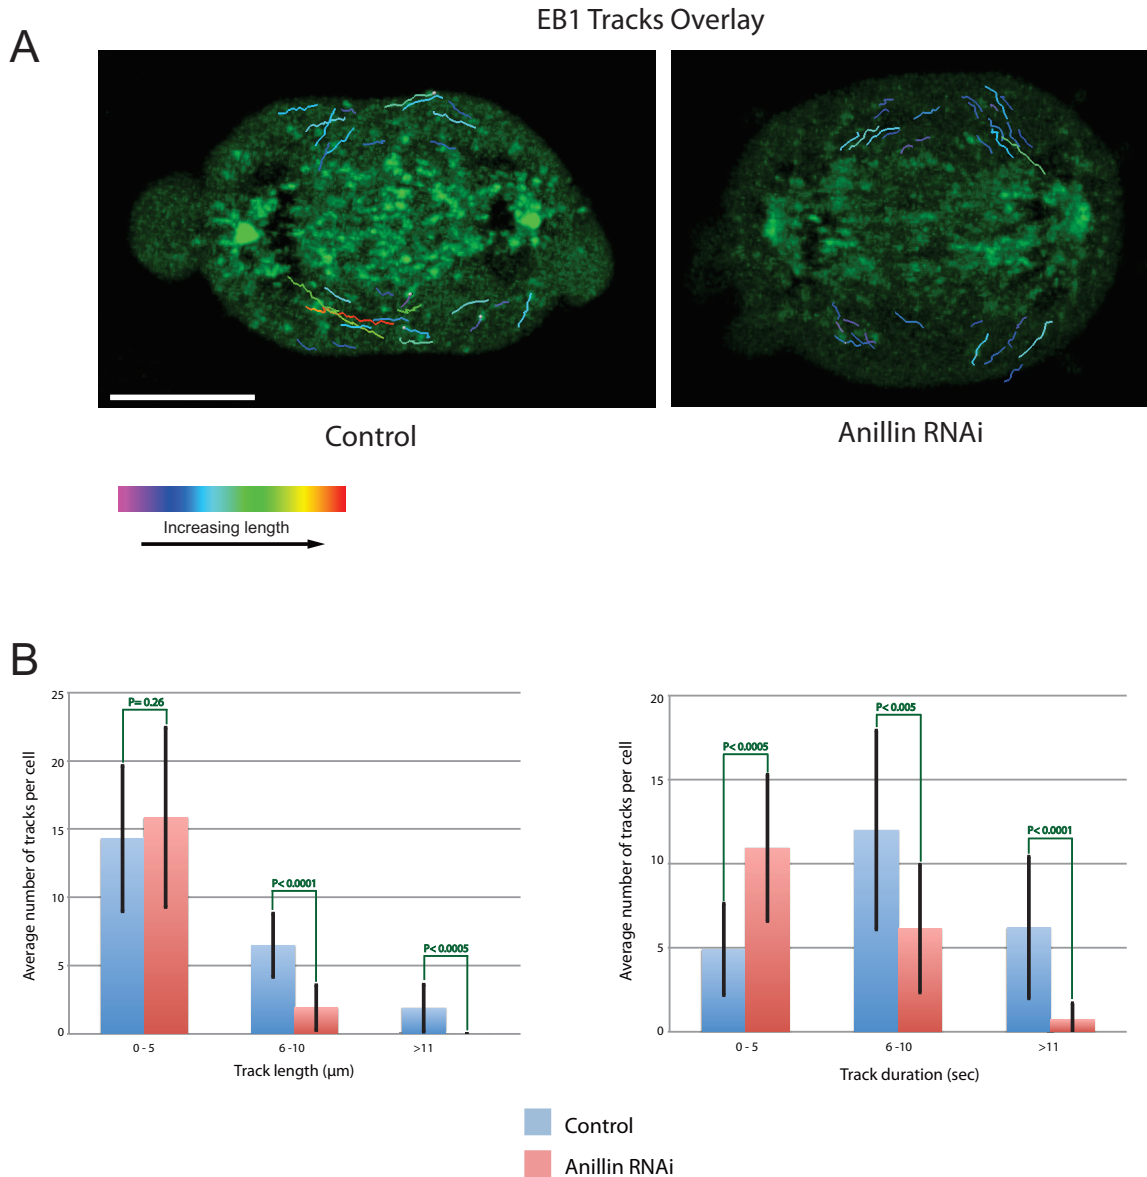 EB1 Tracks Overlay
A
Control
Anillin RNAi
Increasing length
B
25
20
15
10
5
0
Average number of tracks per cell
P= 0.26
P< 0.0001
P< 0.0005
0 - 5
6 -10
>11
Track length (µm)
20
15
10
5
0
Average number of tracks per cell
P< 0.0005
P< 0.005
P< 0.0001
0 - 5
6 -10
>11
Track duration (sec)
Control
Anillin RNAi